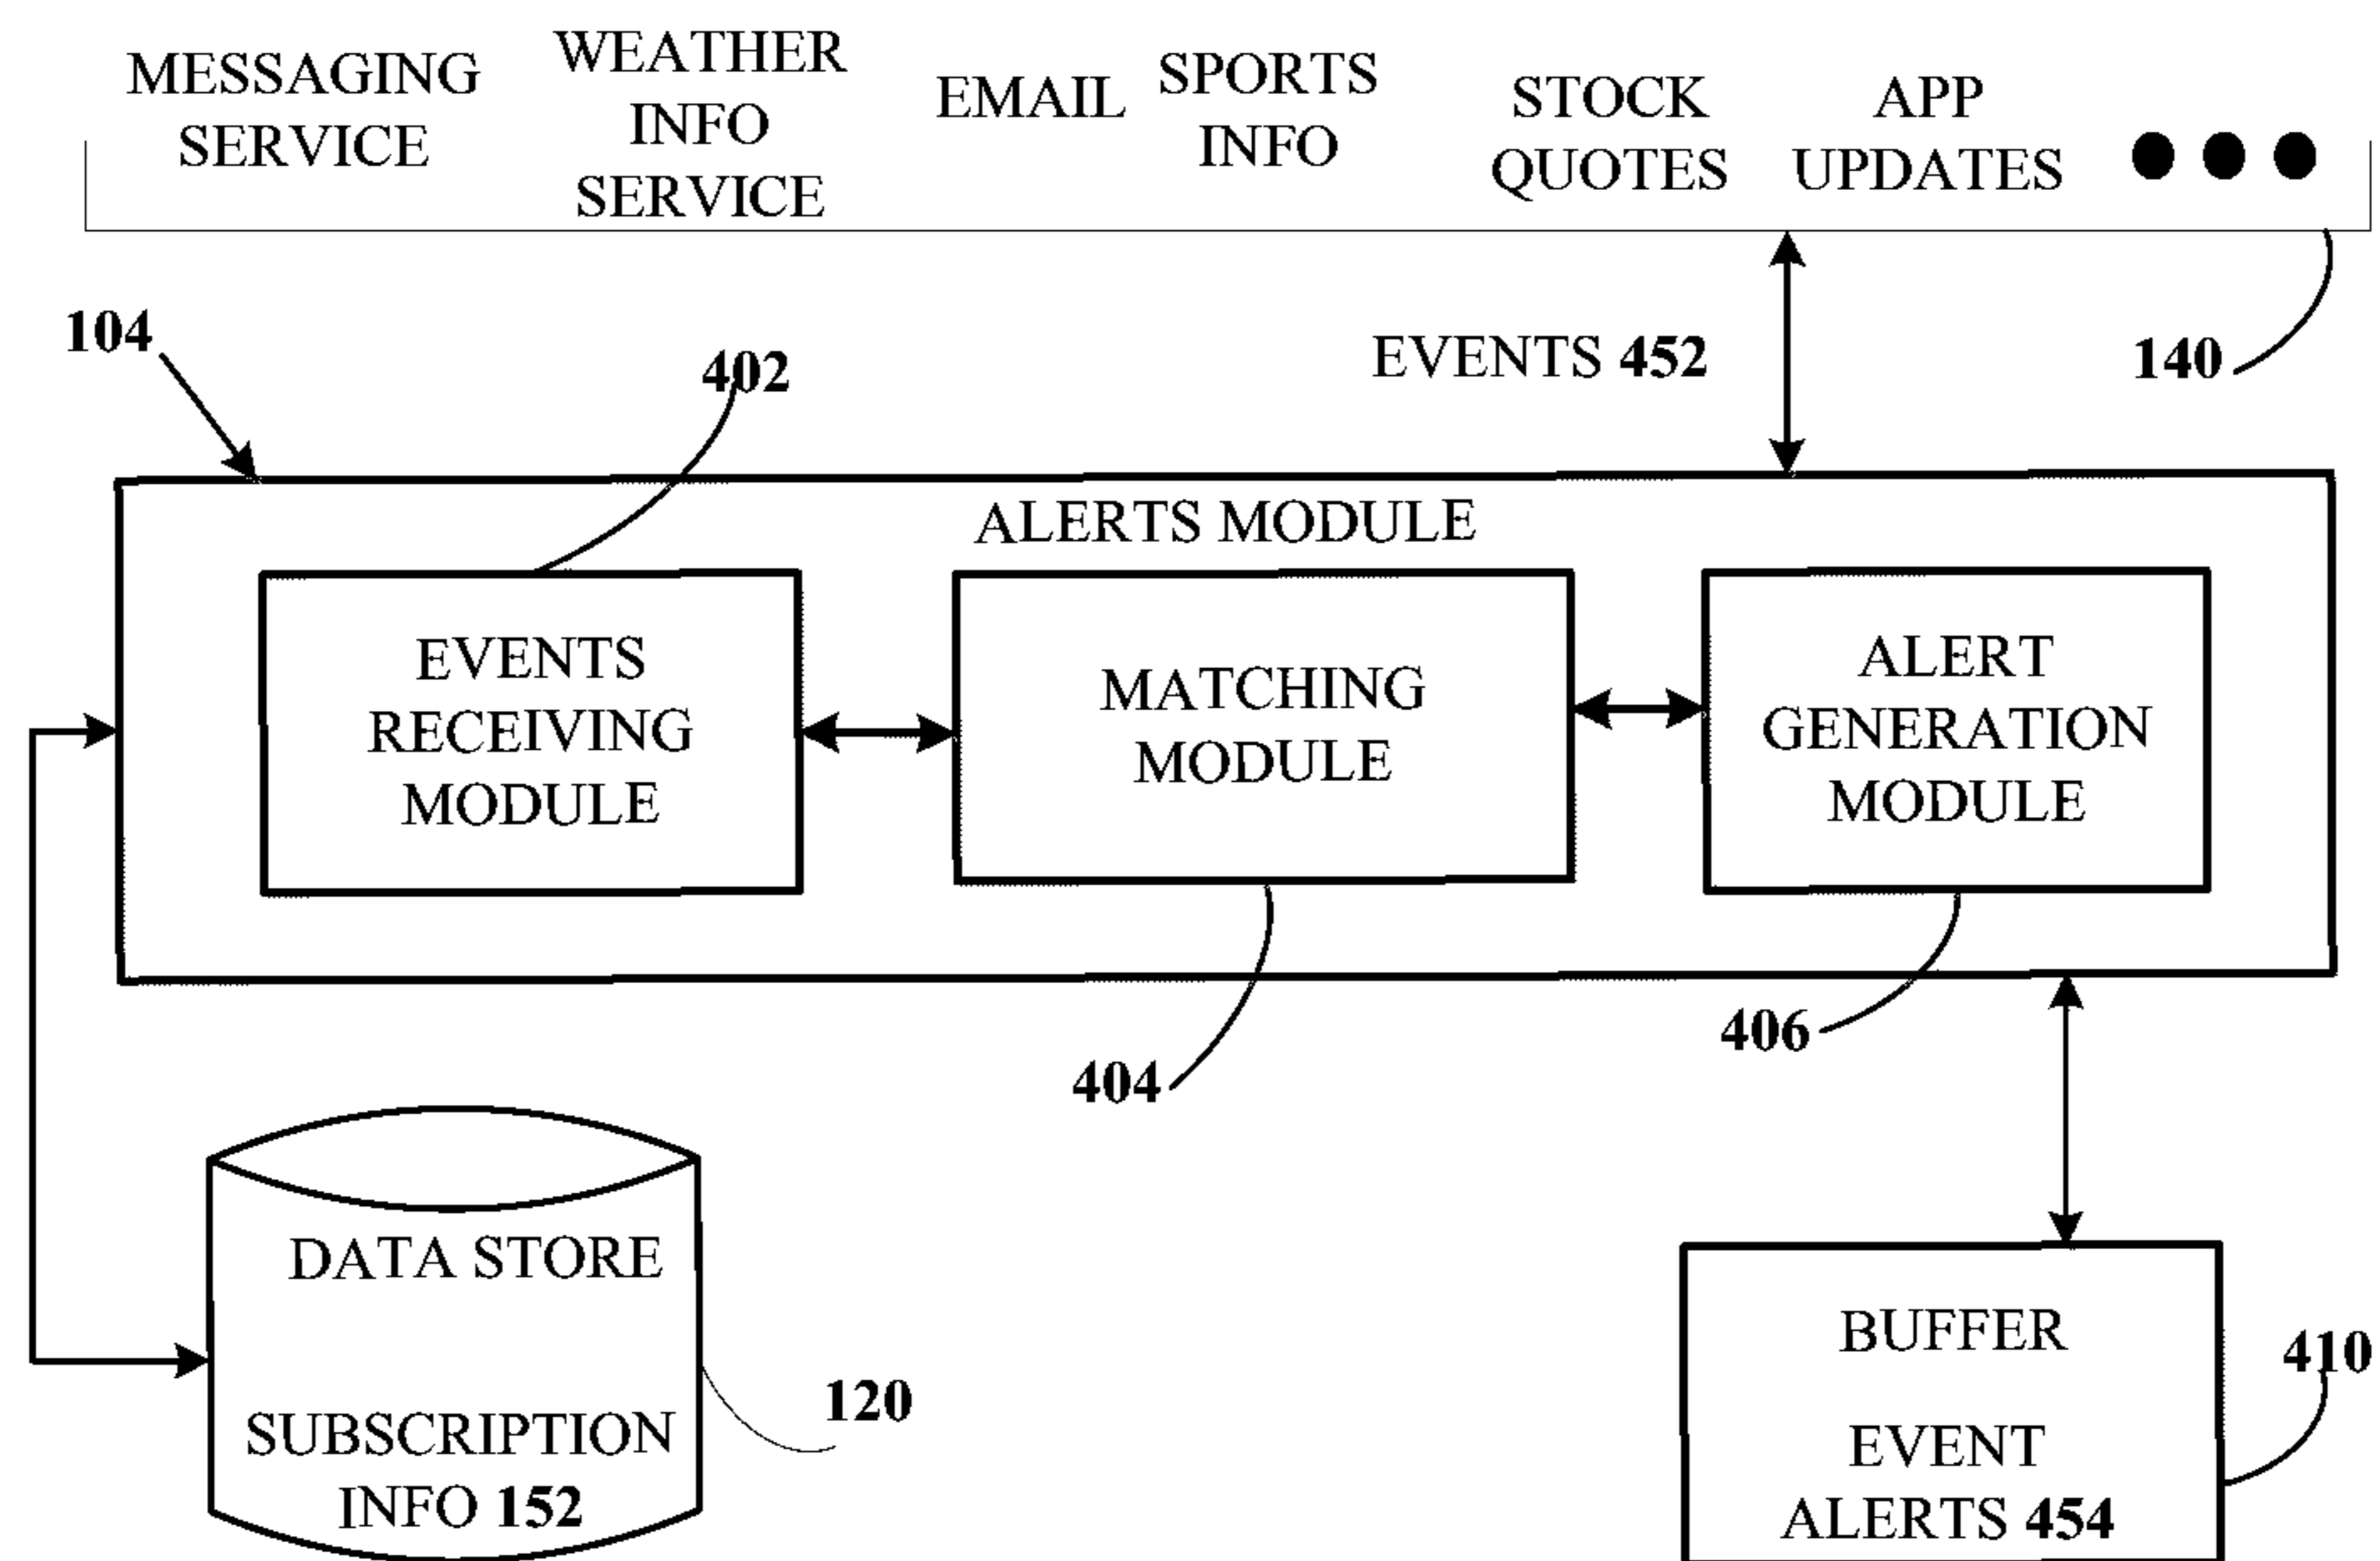 MESSAGING
SERVICE
WEATHER
INFO
SERVICE
EMAIL
SPORTS
INFO
STOCK
QUOTES
APP
UPDATES
104
402
EVENTS 452
140
ALERTS MODULE
EVENTS
RECEIVING
MODULE
MATCHING
MODULE
ALERT
GENERATION
MODULE
404
406
DATA STORE
SUBSCRIPTION
INFO 152
120
BUFFER
EVENT
ALERTS 454
410